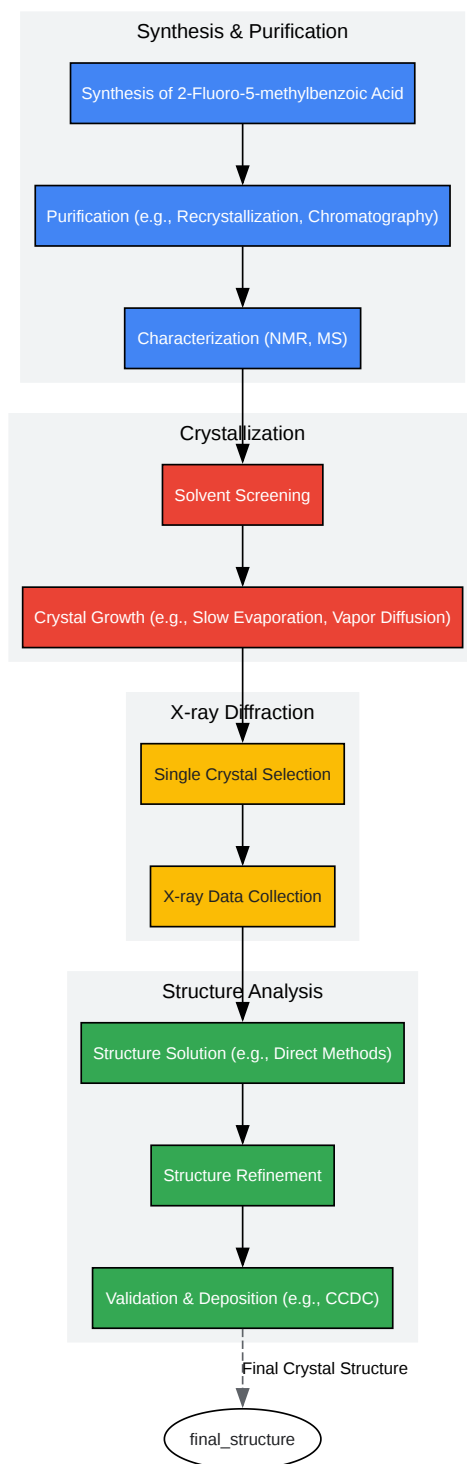 Synthesis & Purification
Synthesis of 2-Fluoro-5-methylbenzoic Acid
Purification (e.g., Recrystallization, Chromatography)
Characterization (NMR, MS)
Crystallization
Solvent Screening
Crystal Growth (e.g., Slow Evaporation, Vapor Diffusion)
X-ray Diffraction
Single Crystal Selection
X-ray Data Collection
Structure Analysis
Structure Solution (e.g., Direct Methods)
Structure Refinement
Validation & Deposition (e.g., CCDC)
Final Crystal Structure
final_structure